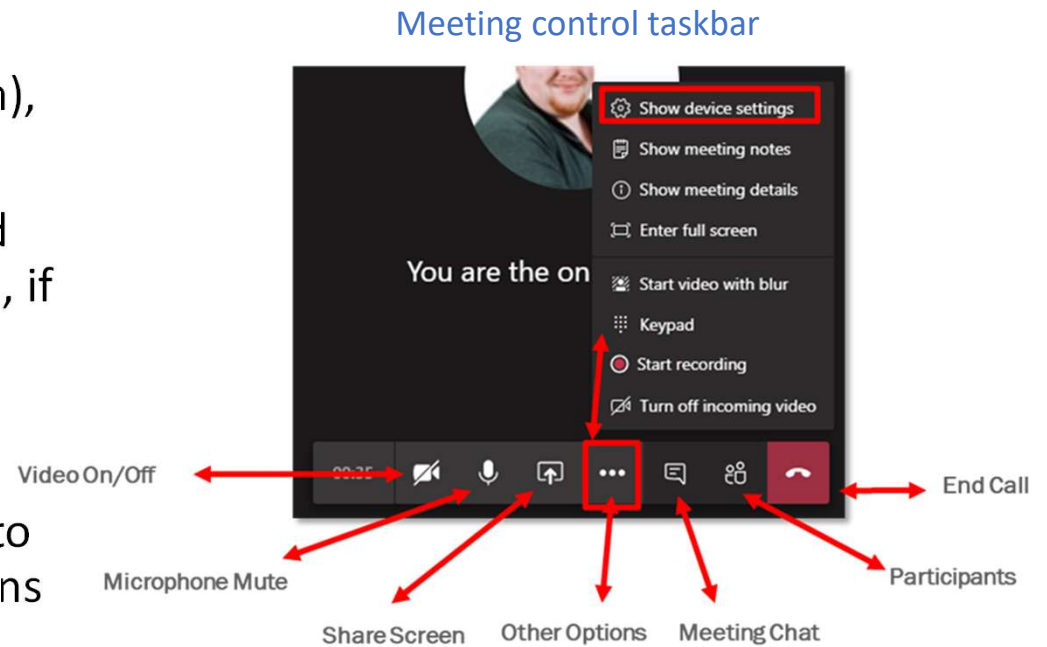 Meeting control taskbar
n),
d
, if
to
ns
Show device settings
Show meeting notes
Show meeting details
Enter full screen
You are the on
Start video with blur
Keypad
Start recording
Turn off incoming video
Video On/Off
End Call
Microphone Mute
Participants
Share Screen
Other Options
Meeting Chat